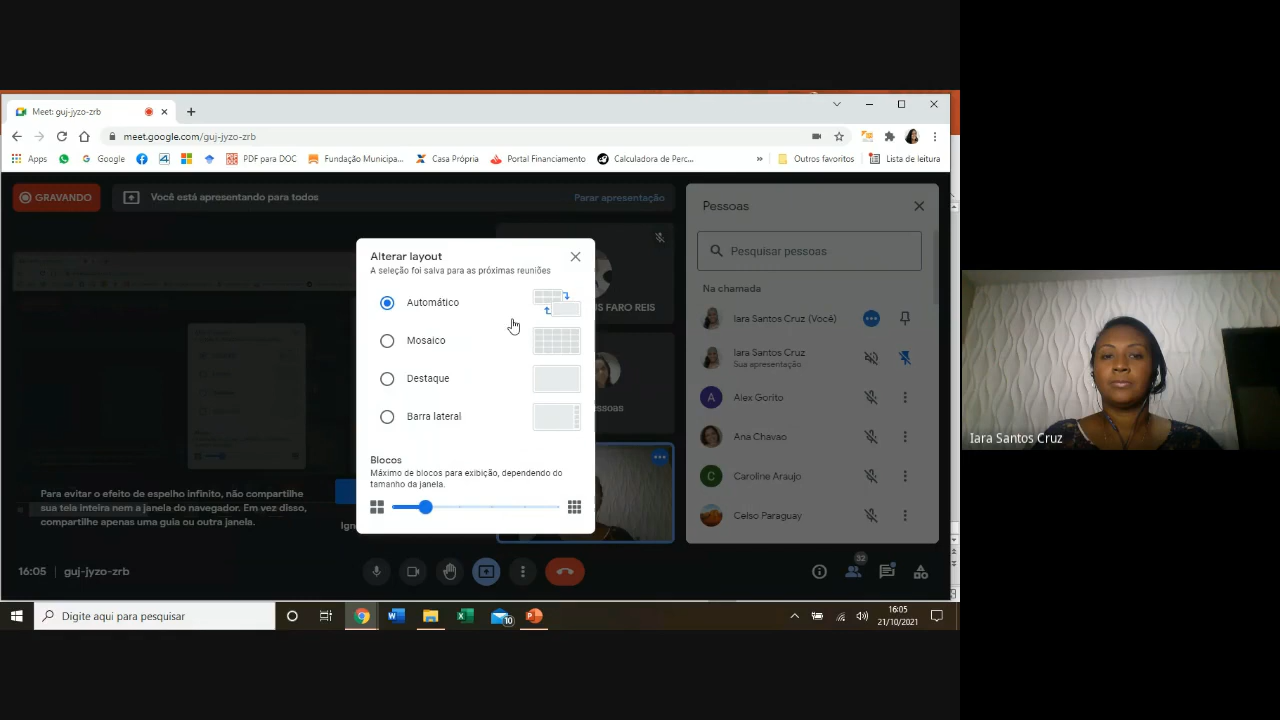 Meet: guj-jyzo-zrb
meet.google.com/guj-jyzo-zrb
Apps
Google
PDF para DOC
Fundação Municipa...
Casa Própria
Portal Financiamento
Calculadora de Perc...
»
Outros favoritos
Lista de leitura
GRAVANDO
Você está apresentando para todos
Parar apresentação
US FARO REIS
ssoas
Para evitar o efeito de espelho infinito, não compartilhe
sua tela inteira nem a janela do navegador. Em vez disso,
compartilhe apenas uma guia ou outra janela.
Igno
Alterar layout
A seleção foi salva para as próximas reuniões
Automático
Mosaico
Destaque
Barra lateral
Blocos
Máximo de blocos para exibição, dependendo do
tamanho da janela.
Pessoas
Pesquisar pessoas
Na chamada
Iara Santos Cruz (Você)
Iara Santos Cruz
Sua apresentação
A
Alex Gorito
Ana Chavao
C
Caroline Araujo
Celso Paraguay
16:05 | guj-jyzo-zrb
32
Digite aqui para pesquisar
10
16:05
21/10/2021
Iara Santos Cruz